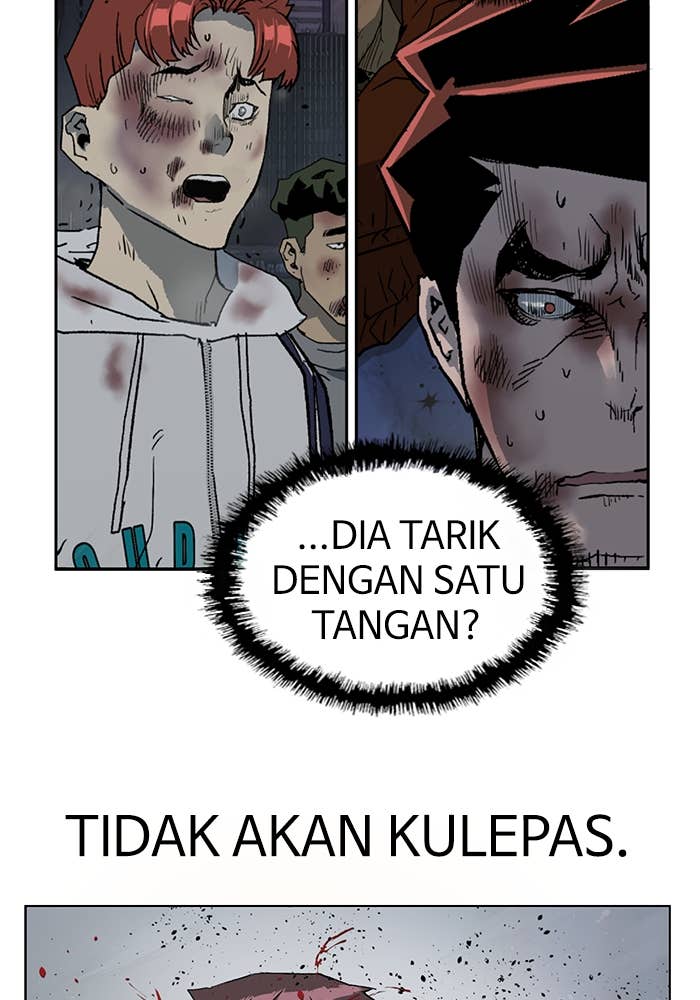 ...DIA TARIK
DENGAN SATU
TANGAN?
TIDAK AKAN KULEPAS.